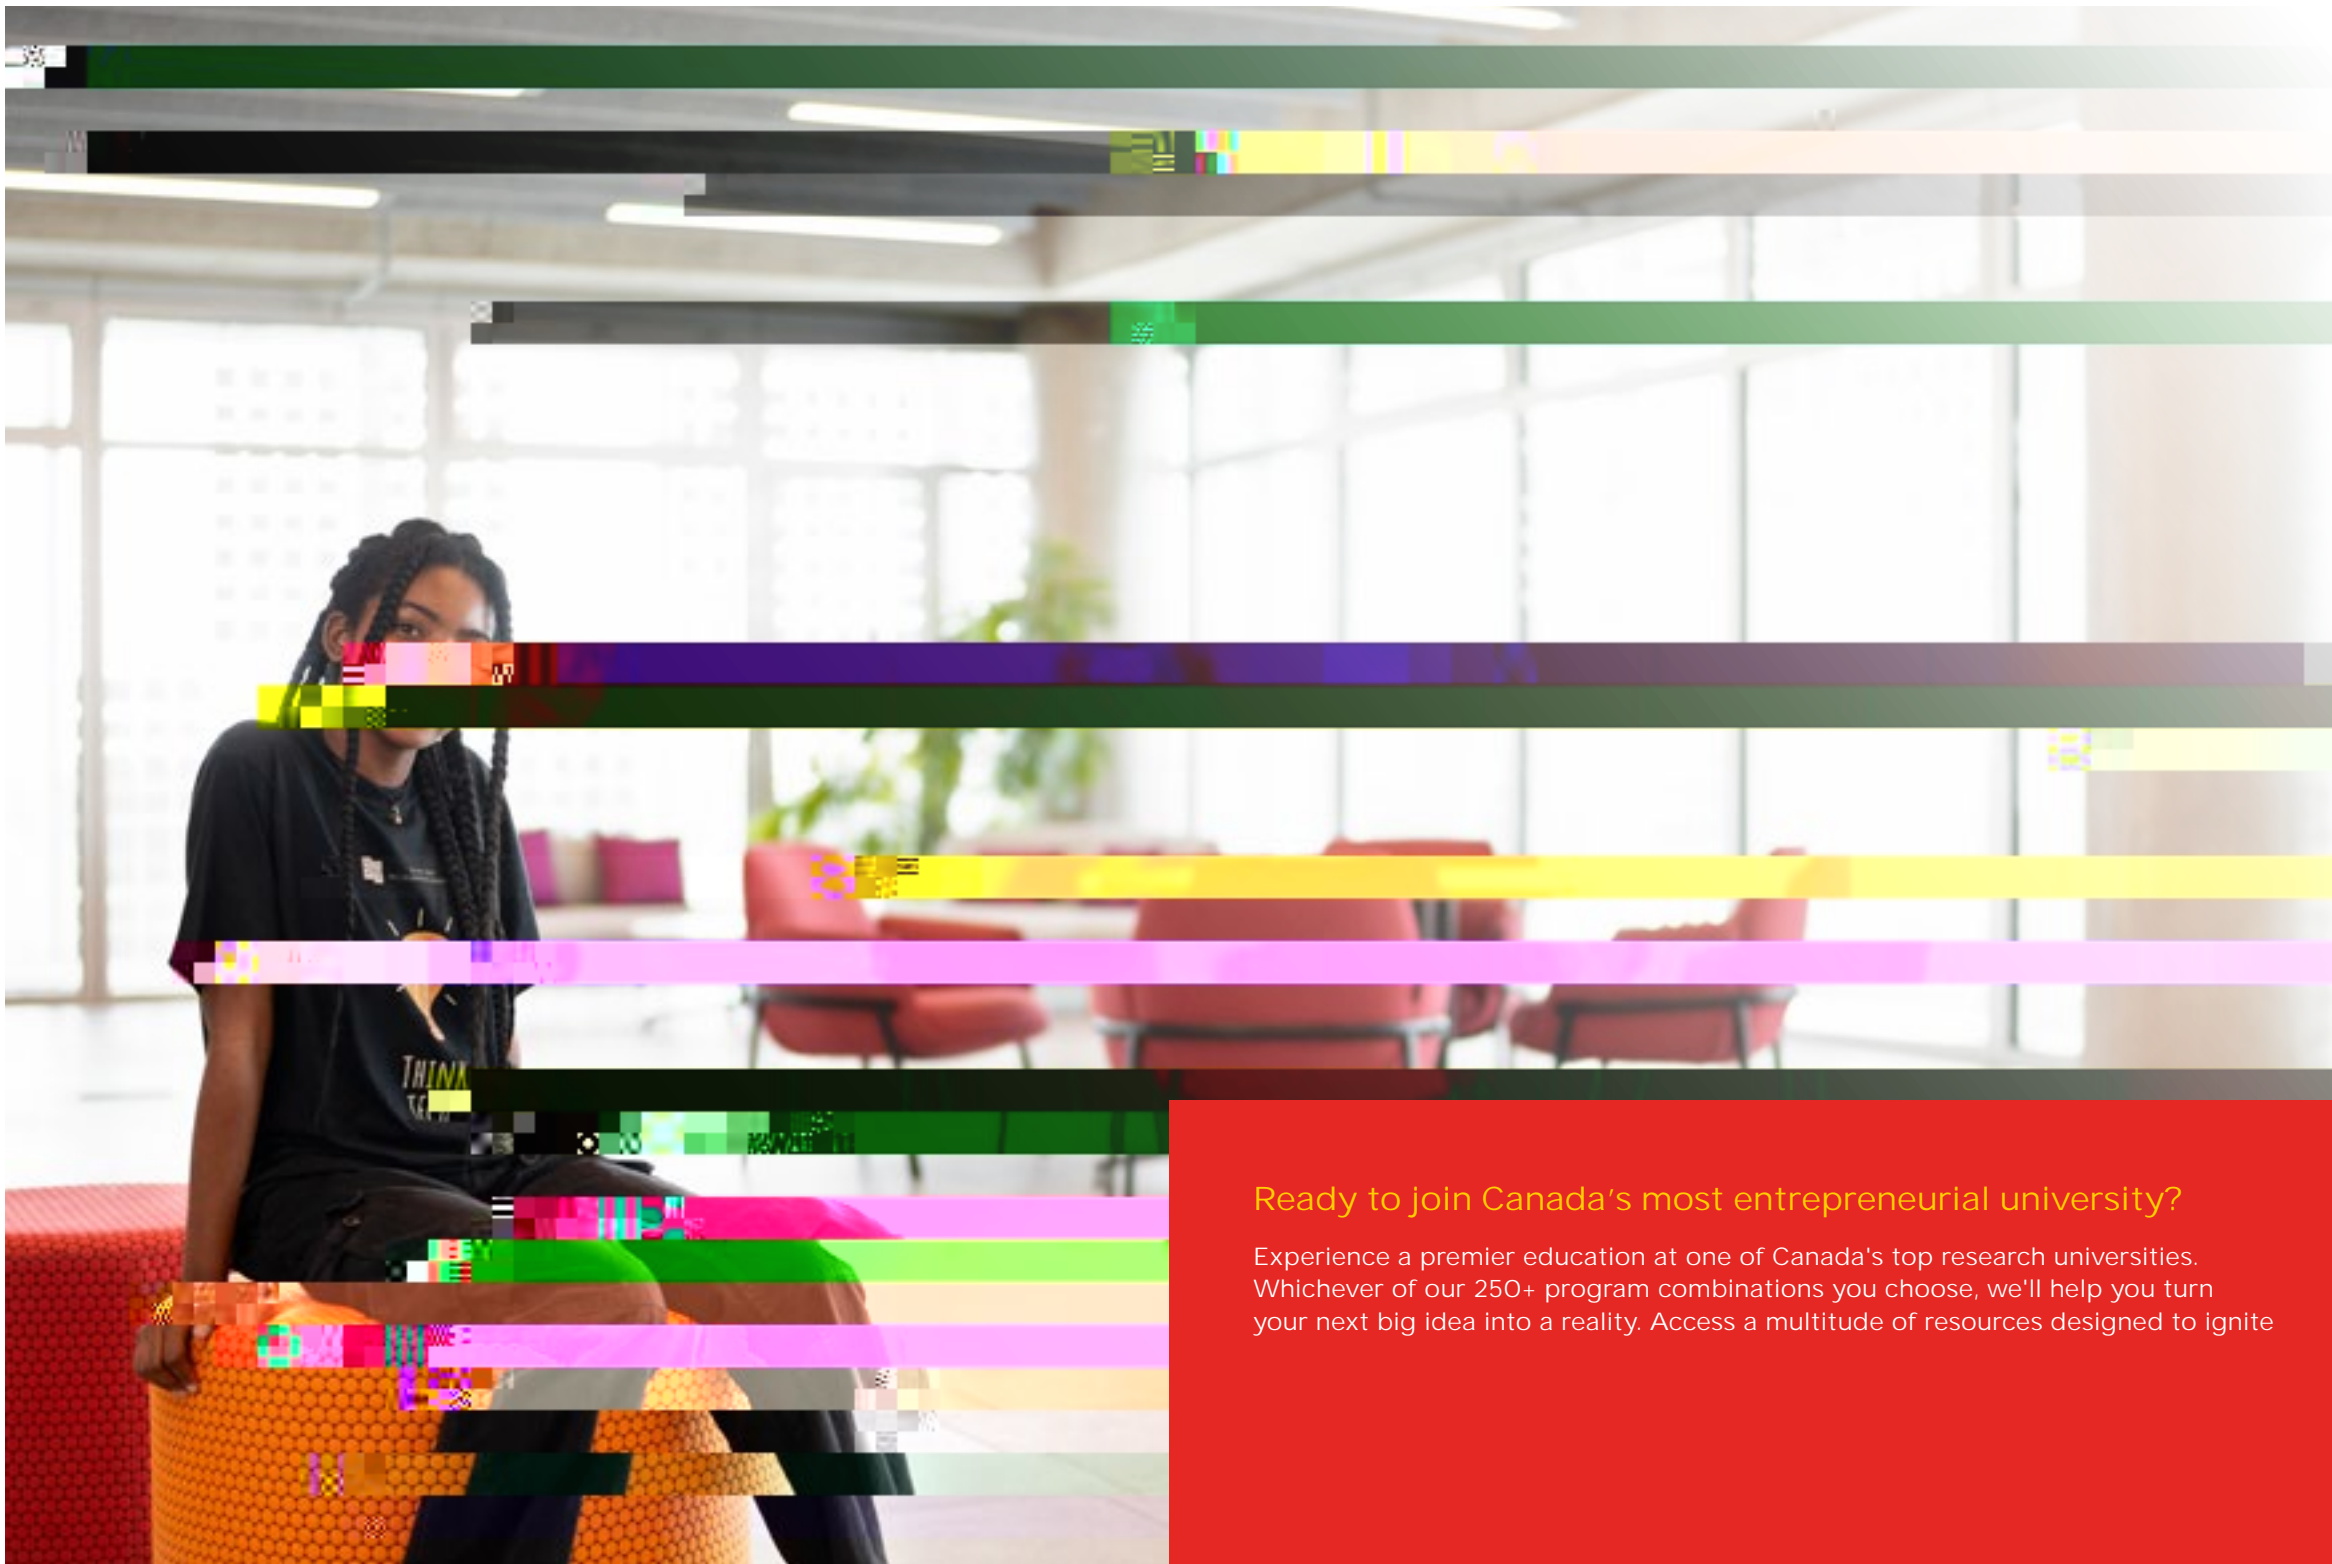 THINK
Ready to join Canada's most entrepreneurial university?
Experience a premier education at one of Canada's top research universities.
Whichever of our 250+ program combinations you choose, we'll help you turn
your next big idea into a reality. Access a multitude of resources designed to ignite